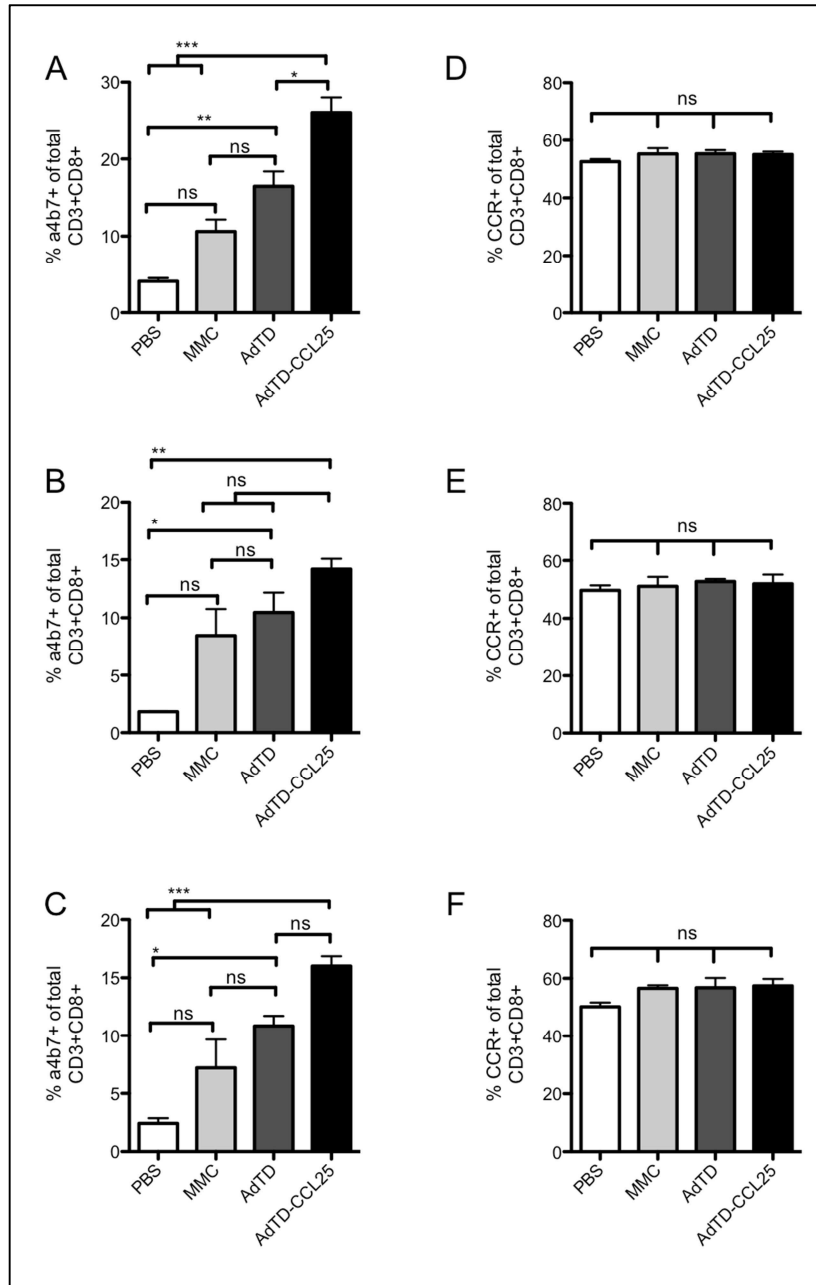 A
***
*
**
ns
ns
30
20
10
0
% a4b7+ of total
CD3+CD8+
PBS
MMC
AdTD
AdTD-CCL25
D
ns
80
60
40
20
0
% CCR+ of total
CD3+CD8+
PBS
MMC
AdTD
AdTD-CCL25
B
**
ns
*
ns
ns
20
15
10
5
0
% a4b7+ of total
CD3+CD8+
PBS
MMC
AdTD
AdTD-CCL25
E
ns
80
60
40
20
0
% CCR+ of total
CD3+CD8+
PBS
MMC
AdTD
AdTD-CCL25
C
***
ns
*
ns
ns
20
15
10
5
0
% a4b7+ of total
CD3+CD8+
PBS
MMC
AdTD
AdTD-CCL25
F
ns
80
60
40
20
0
% CCR+ of total
CD3+CD8+
PBS
MMC
AdTD
AdTD-CCL25